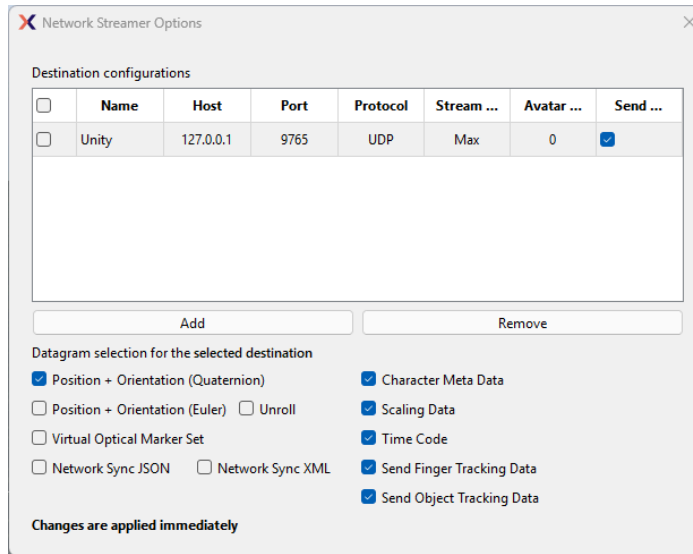 Network Streamer Options
Destination configurations
Name Host Port Protocol Stream ... Avatar ... Send ...
Unity 127.0.0.1 9765 UDP Max 0
Add Remove
Datagram selection for the selected destination
Position + Orientation (Quaternion) Character Meta Data
Position + Orientation (Euler) Unroll Scaling Data
Virtual Optical Marker Set Time Code
Network Sync JSON Network Sync XML Send Finger Tracking Data
Send Object Tracking Data
Changes are applied immediately